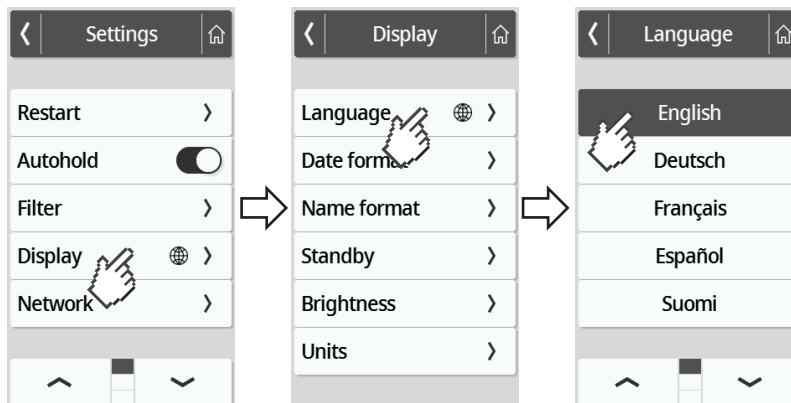 Settings
Restart
Autohold
Filter
Display
Network
Display
Language
Date format
Name format
Standby
Brightness
Units
Language
English
Deutsch
Français
Español
Suomi